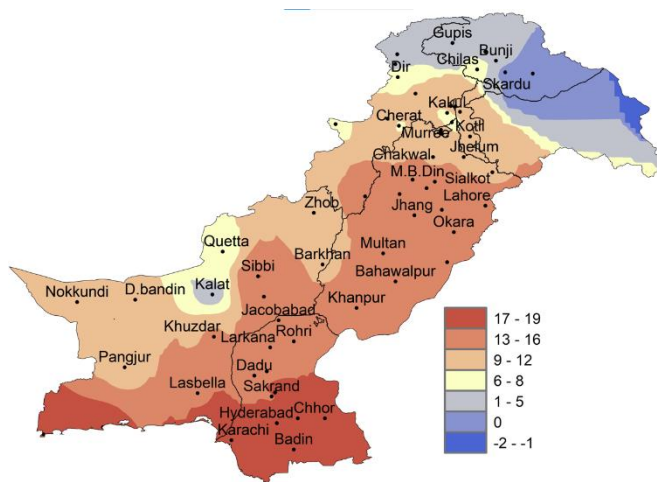 Gupis
Bunji
Chilas
Dir
Skardu
Kakul
Cherat
Murree
Kotli
Chakwal
Jhelum
M.B.Din
Sialkot
Zhob
Lahore
Jhang
Okara
Quetta
Multan
Barkhan
Sibbi
Bahawalpur
Kalat
D.bandin
Nokkundi
Khanpur
Jacobabad
Khuzdar
Rohri
Larkana
Pangjur
Dadu
Lasbella
Sakrand
Hyderabad
Chhor
Karachi
Badin
17 - 19
13 - 16
9 - 12
6 - 8
1 - 5
0
-2 - -1